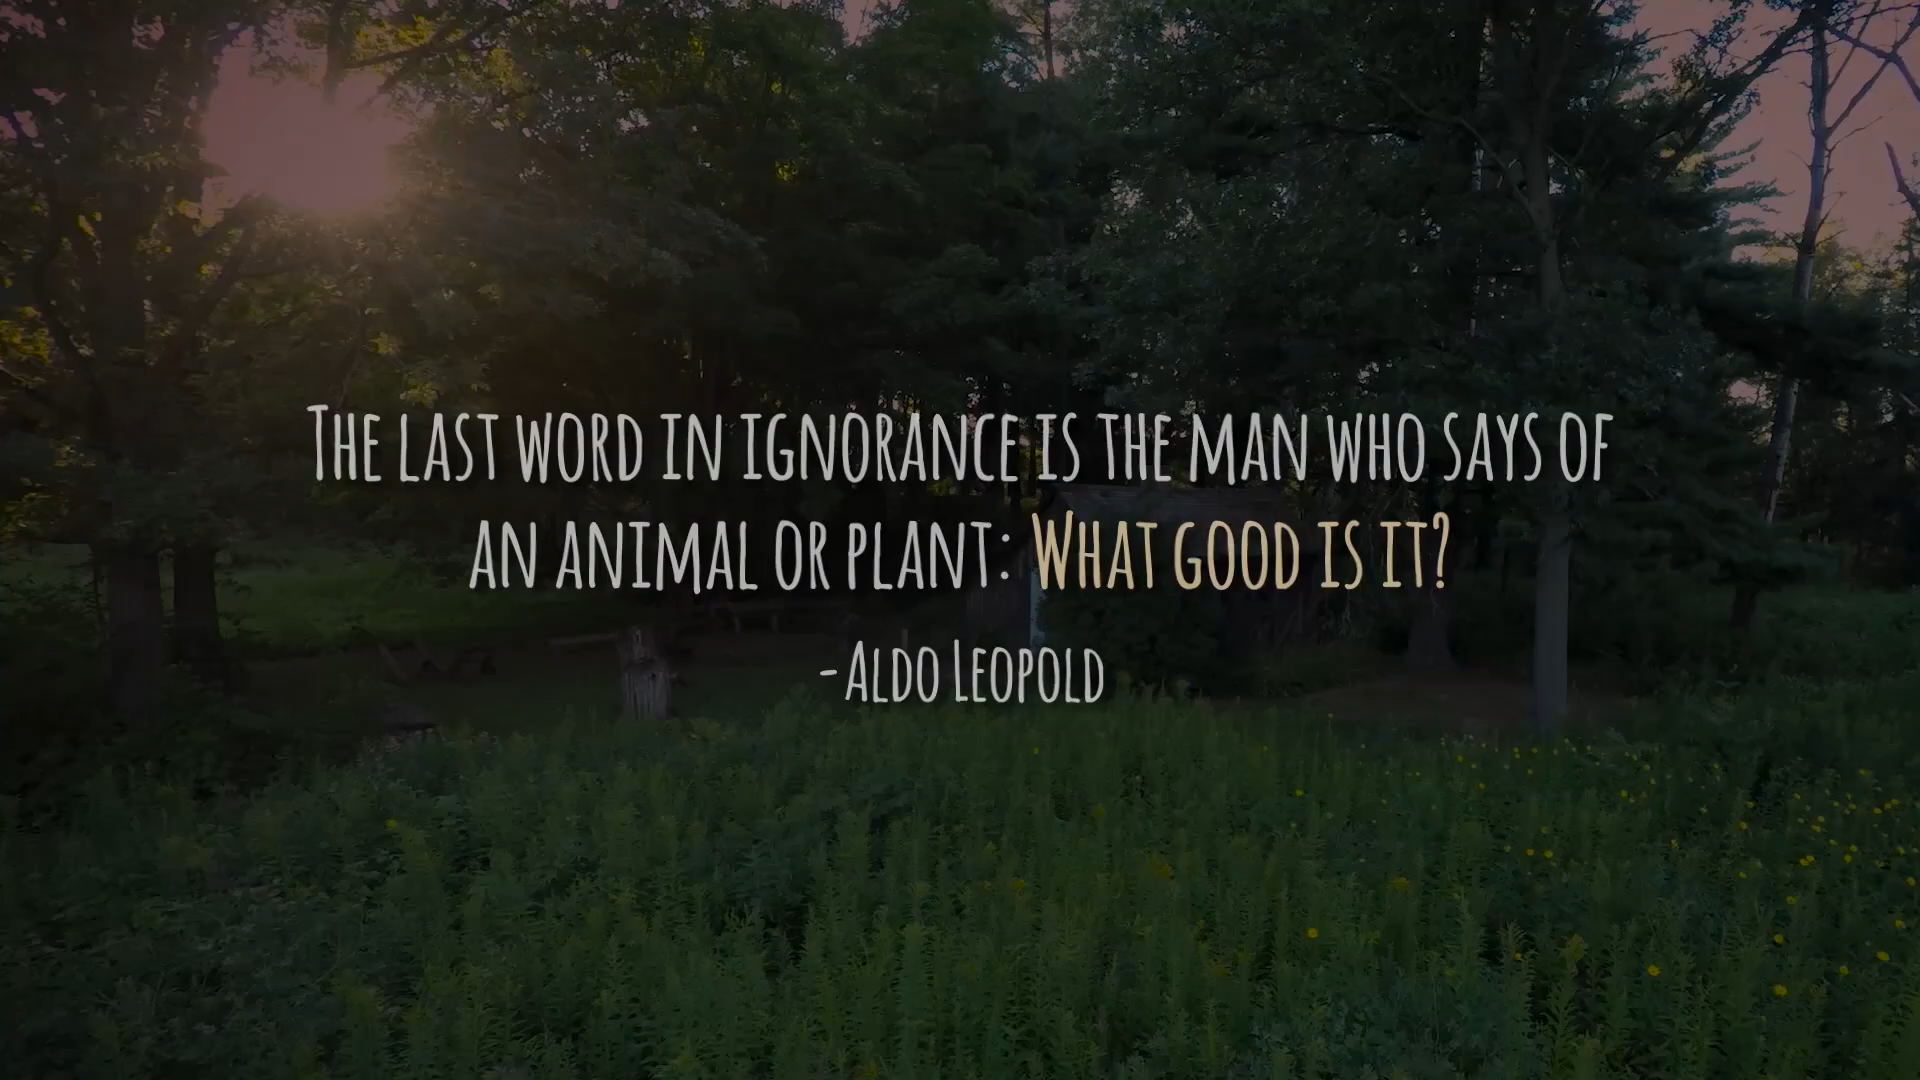 The last word in ignorance is the man who says of
an animal or plant: What good is it?
-Aldo Leopold